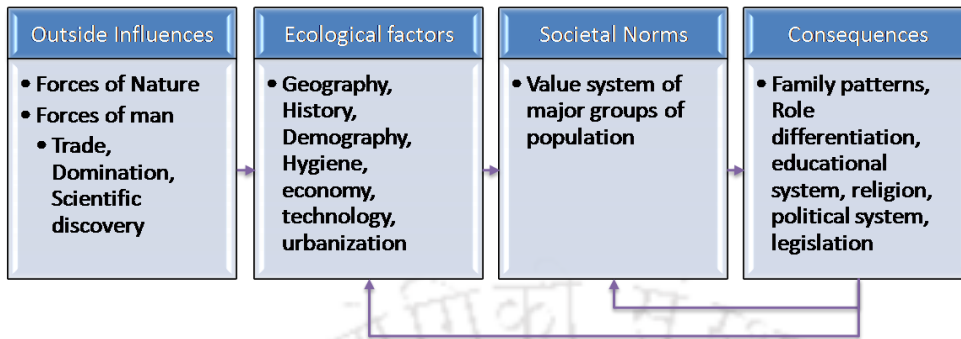 Outside Influences
• Forces of Nature
• Forces of man
• Trade,
Domination,
Scientific
discovery
Ecological factors
• Geography,
History,
Demography,
Hygiene,
economy,
technology,
urbanization
Societal Norms
• Value system of
major groups of
population
Consequences
• Family patterns,
Role
differentiation,
educational
system, religion,
political system,
legislation